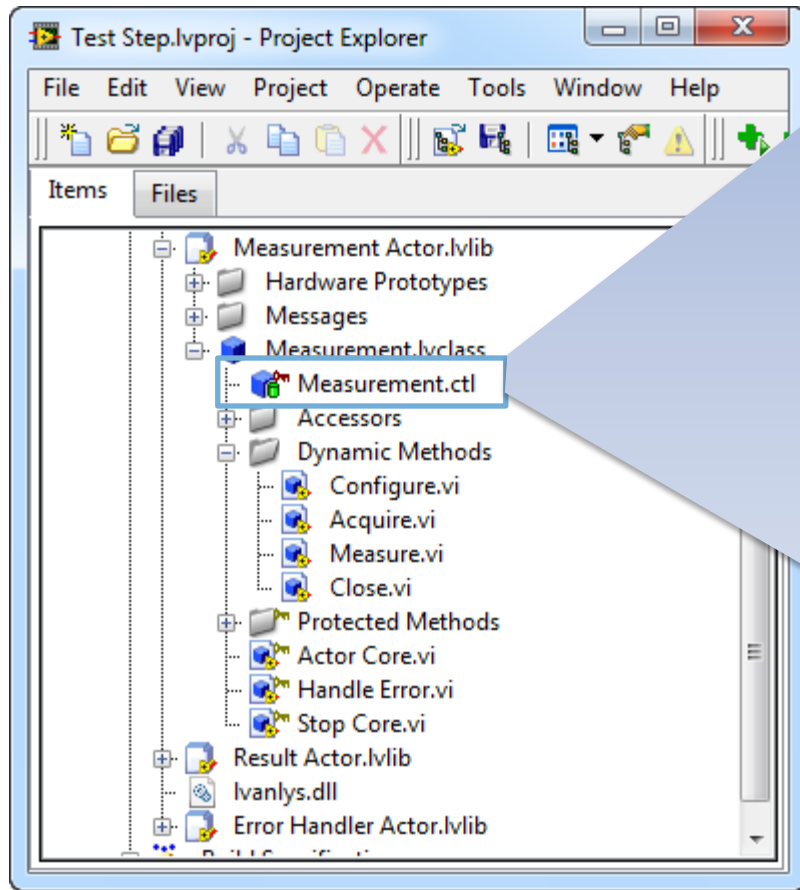 Test Step.lvproj - Project Explorer
File Edit View Project Operate Tools Window Help
Items Files
Measurement Actor.lvlib
Hardware Prototypes
Messages
Measurement.lvclass
Measurement.ctl
Accessors
Dynamic Methods
Configure.vi
Acquire.vi
Measure.vi
Close.vi
Protected Methods
Actor Core.vi
Handle Error.vi
Stop Core.vi
Result Actor.lvlib
lvanlys.dll
Error Handler Actor.lvlib